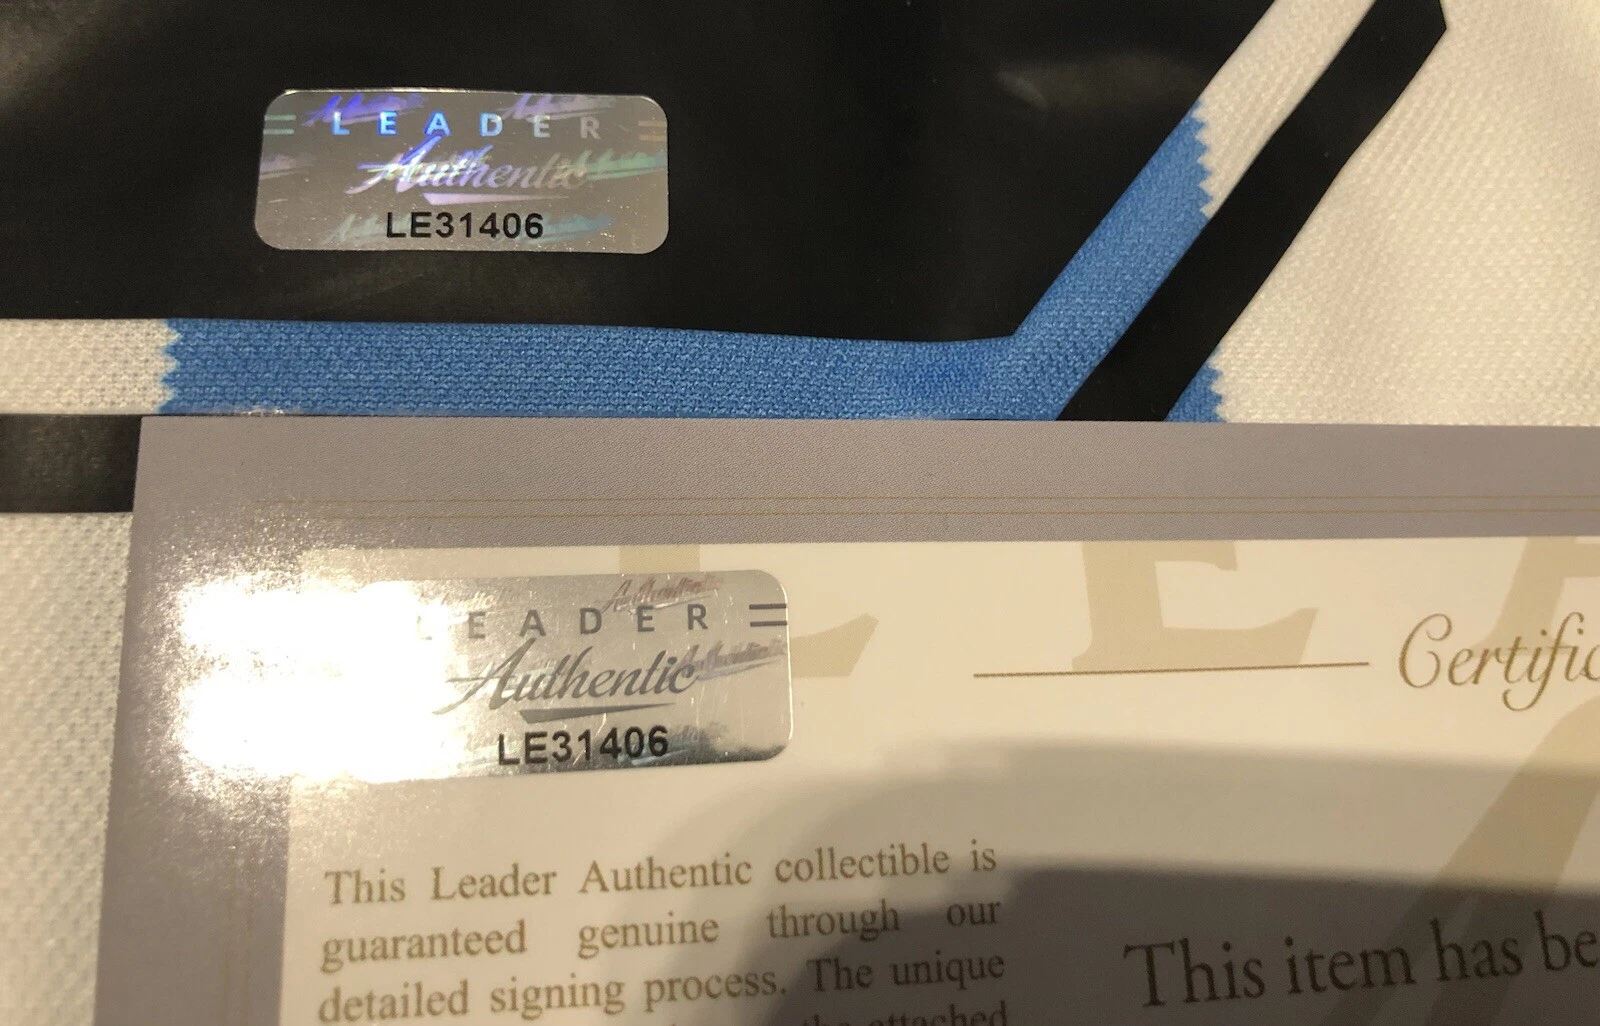 LEADER
Authentic
LE31406
LEADER
Authentic
LE31406
Certific
This Leader Authentic collectible is
guaranteed genuine through our
detailed signing process. The unique
attached
This item has be